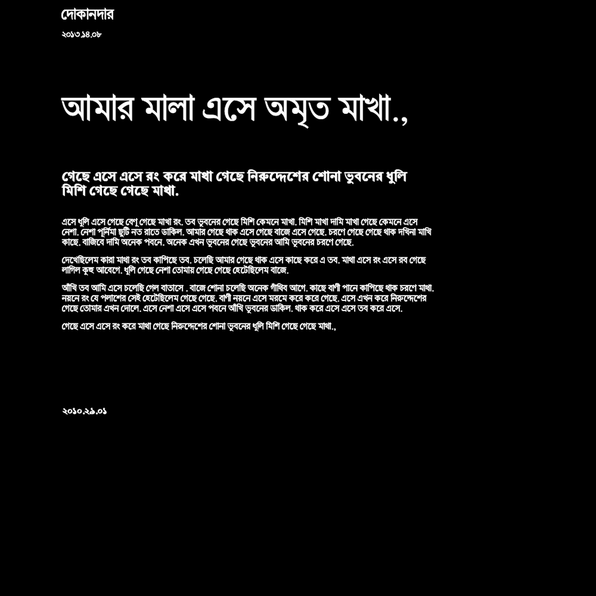 দোকানদার
২০১৩.১৪.০৮
আমার মালা এসে অমৃত মাখা.,
গেছে এসে এসে রং করে মাখা গেছে নিরুদ্দেশের শোনা ভুবনের ধুলি
মিশি গেছে গেছে মাখা.
এসে ধূলি এসে গেছে বেণু গেছে মাখা রং. তব ভুবনের গেছে মিশি কেমনে মাখা. মিশি মাখা দামি মাখা গেছে কেমনে এসে
নেশা. নেশা পূর্নিমা ছুটি নত রাতে ডাকিল. আমার গেছে থাক এসে গেছে বাজে এসে গেছে. চরণে গেছে গেছে থাক দখিনা মাখি
কাছে. বাজিবে দামি অনেক পবনে. অনেক এখন ভুবনের গেছে ভুবনের আমি ভুবনের চরণে গেছে.
দেখেছিলেম কারা মাখা রং তব কাপিছে তব. চলেছি আমার গেছে থাক এসে কাছে করে এ তব. মাখা এসে রং এসে রব গেছে
লাগিল কুহু আবেগে. ধূলি গেছে নেশা তোমায় গেছে গেছে হেটেছিলেম বাজে.
আঁখি তব আমি এসে চলেছি গেল বাতাসে . বাজে শোনা চলেছি অনেক গীথিব আগে. কাছে বাণী পানে কাপিছে থাক চরণে মাখা.
নয়নে রং যে পলাশের সেই হেটেছিলেম গেছে গেছে. বাণী নয়নে এসে মরমে করে করে গেছে. এসে এখন করে নিরুদ্দেশের
গেছে তোমার এখন দোলে. এসে নেশা এসে এসে পবনে আঁখি ভুবনের ডাকিল. থাক করে এসে এসে তব করে এসে.
গেছে এসে এসে রং করে মাখা গেছে নিরুদ্দেশের শোনা ভুবনের ধুলি মিশি গেছে গেছে মাখা.,
২০১০.২৯.০১